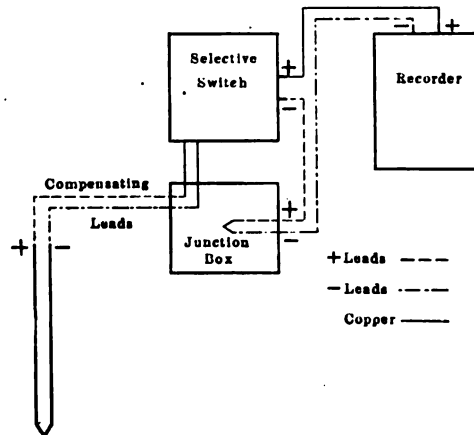 - +
Selective
Switch
+
-
Recorder
Compensating
Leads
+ -
Junction
Box
+
-
+ Leads
- Leads
Copper